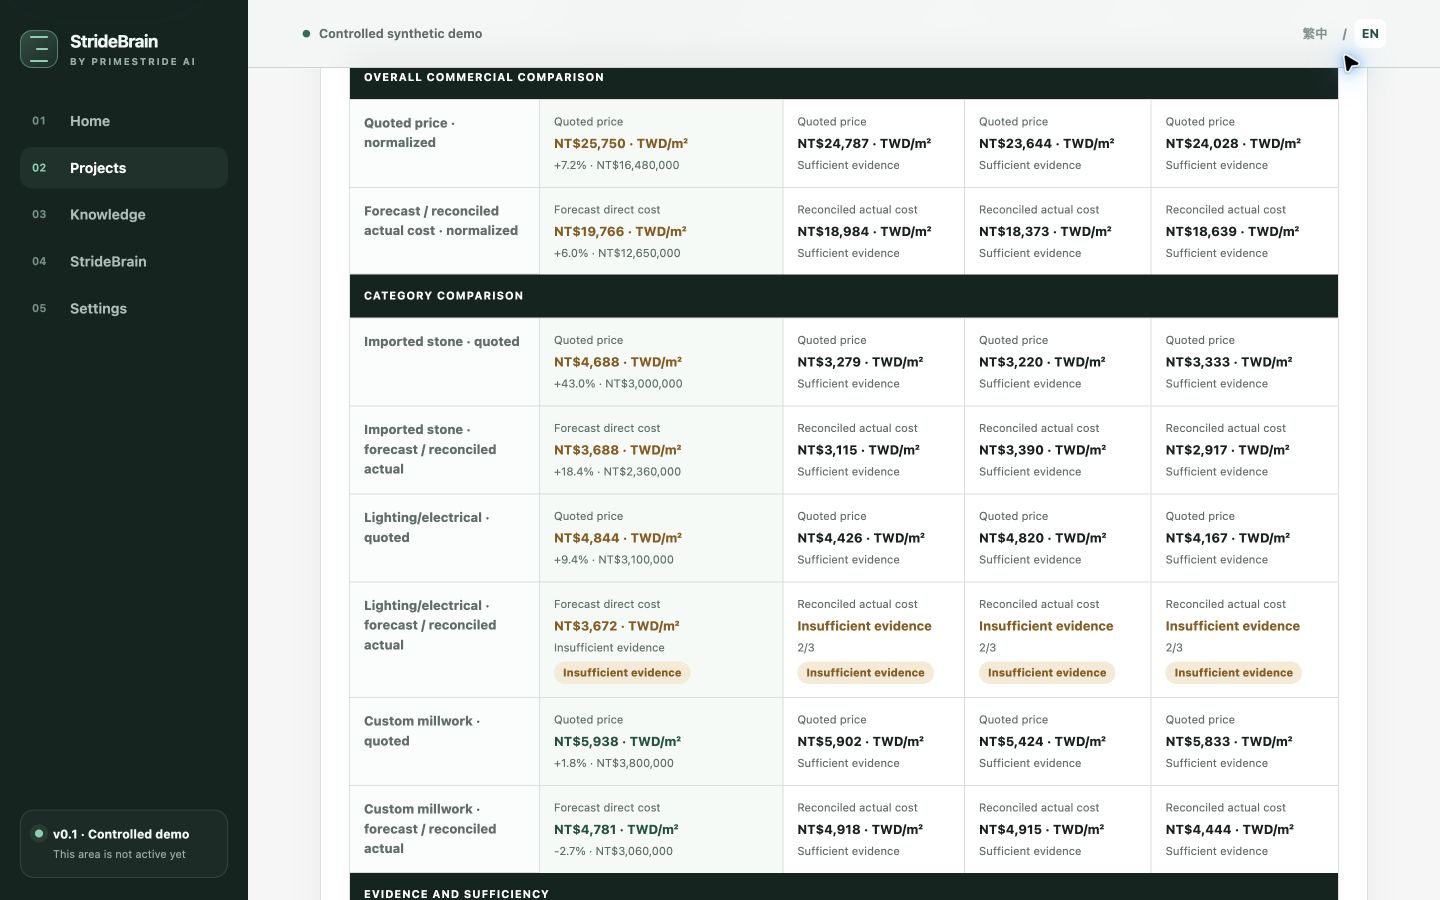 StrideBrain
BY PRIMESTRIDE AI
01 Home
02 Projects
03 Knowledge
04 StrideBrain
05 Settings
v0.1 · Controlled demo
This area is not active yet
Controlled synthetic demo
繁中 / EN
OVERALL COMMERCIAL COMPARISON
Quoted price ·
normalized
Quoted price
NT$25,750 · TWD/m²
+7.2% · NT$16,480,000
Quoted price
NT$24,787 · TWD/m²
Sufficient evidence
Quoted price
NT$23,644 · TWD/m²
Sufficient evidence
Quoted price
NT$24,028 · TWD/m²
Sufficient evidence
Forecast / reconciled
actual cost · normalized
Forecast direct cost
NT$19,766 · TWD/m²
+6.0% · NT$12,650,000
Reconciled actual cost
NT$18,984 · TWD/m²
Sufficient evidence
Reconciled actual cost
NT$18,373 · TWD/m²
Sufficient evidence
Reconciled actual cost
NT$18,639 · TWD/m²
Sufficient evidence
CATEGORY COMPARISON
Imported stone · quoted
Quoted price
NT$4,688 · TWD/m²
+43.0% · NT$3,000,000
Quoted price
NT$3,279 · TWD/m²
Sufficient evidence
Quoted price
NT$3,220 · TWD/m²
Sufficient evidence
Quoted price
NT$3,333 · TWD/m²
Sufficient evidence
Imported stone ·
forecast / reconciled
actual
Forecast direct cost
NT$3,688 · TWD/m²
+18.4% · NT$2,360,000
Reconciled actual cost
NT$3,115 · TWD/m²
Sufficient evidence
Reconciled actual cost
NT$3,390 · TWD/m²
Sufficient evidence
Reconciled actual cost
NT$2,917 · TWD/m²
Sufficient evidence
Lighting/electrical ·
quoted
Quoted price
NT$4,844 · TWD/m²
+9.4% · NT$3,100,000
Quoted price
NT$4,426 · TWD/m²
Sufficient evidence
Quoted price
NT$4,820 · TWD/m²
Sufficient evidence
Quoted price
NT$4,167 · TWD/m²
Sufficient evidence
Lighting/electrical ·
forecast / reconciled
actual
Forecast direct cost
NT$3,672 · TWD/m²
Insufficient evidence
Insufficient evidence
Reconciled actual cost
Insufficient evidence
2/3
Insufficient evidence
Reconciled actual cost
Insufficient evidence
2/3
Insufficient evidence
Reconciled actual cost
Insufficient evidence
2/3
Insufficient evidence
Custom millwork ·
quoted
Quoted price
NT$5,938 · TWD/m²
+1.8% · NT$3,800,000
Quoted price
NT$5,902 · TWD/m²
Sufficient evidence
Quoted price
NT$5,424 · TWD/m²
Sufficient evidence
Quoted price
NT$5,833 · TWD/m²
Sufficient evidence
Custom millwork ·
forecast / reconciled
actual
Forecast direct cost
NT$4,781 · TWD/m²
-2.7% · NT$3,060,000
Reconciled actual cost
NT$4,918 · TWD/m²
Sufficient evidence
Reconciled actual cost
NT$4,915 · TWD/m²
Sufficient evidence
Reconciled actual cost
NT$4,444 · TWD/m²
Sufficient evidence
EVIDENCE AND SUFFICIENCY